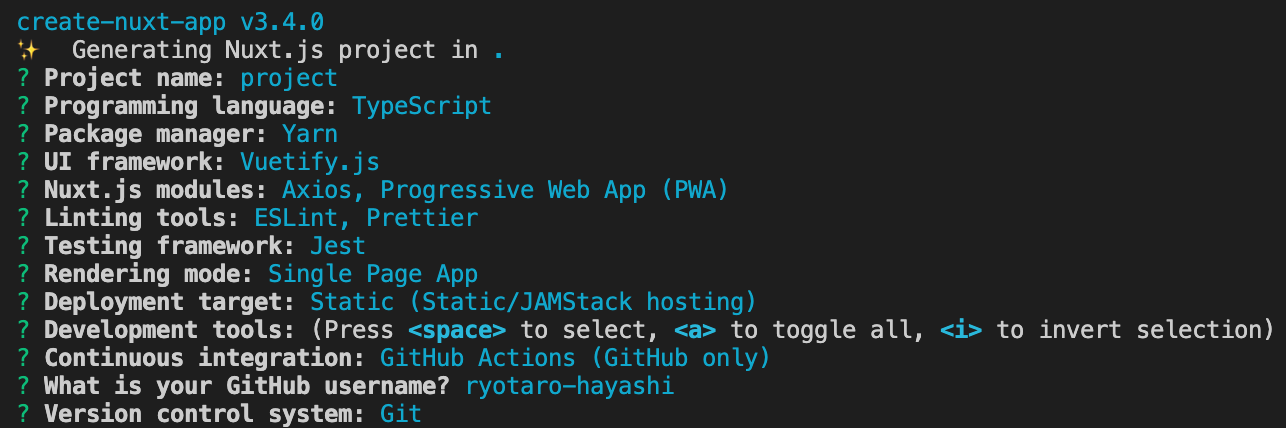 create-nuxt-app v3.4.0
✨ Generating Nuxt.js project in .
? Project name: project
? Programming language: TypeScript
? Package manager: Yarn
? UI framework: Vuetify.js
? Nuxt.js modules: Axios, Progressive Web App (PWA)
? Linting tools: ESLint, Prettier
? Testing framework: Jest
? Rendering mode: Single Page App
? Deployment target: Static (Static/JAMStack hosting)
? Development tools: (Press <space> to select, <a> to toggle all, <i> to invert selection)
? Continuous integration: GitHub Actions (GitHub only)
? What is your GitHub username? ryotaro-hayashi
? Version control system: Git